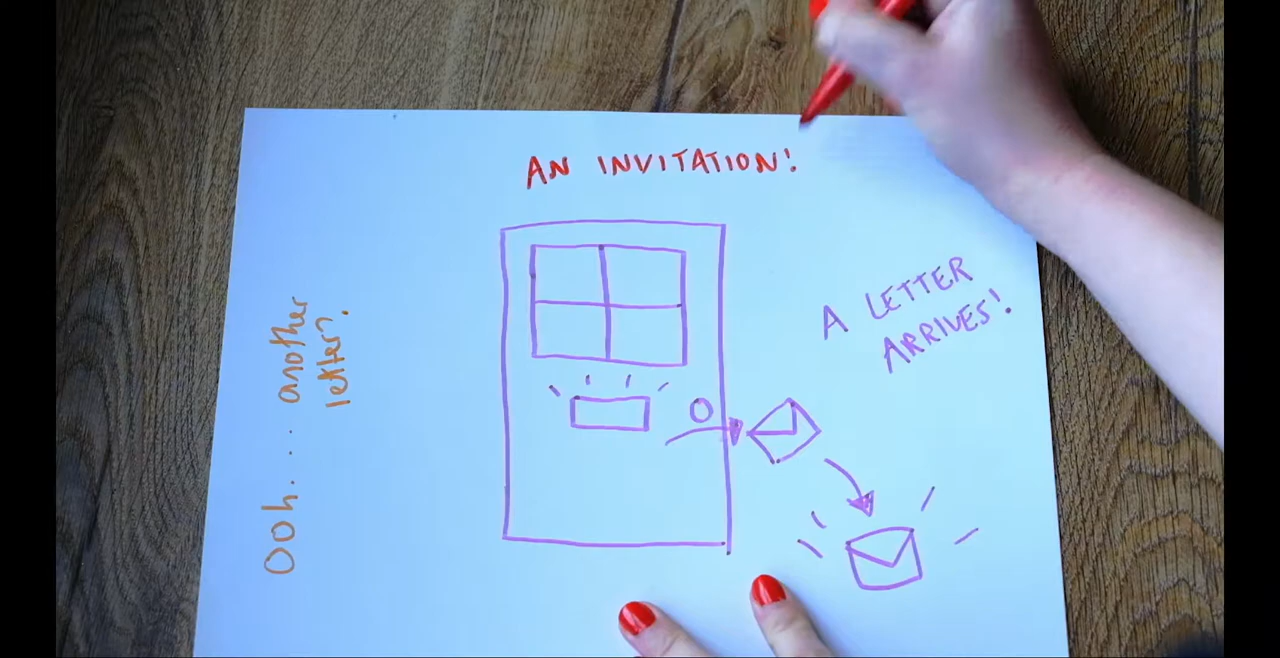 AN INVITATION!
A LETTER
ARRIVES!
Ooh... another
letter?.